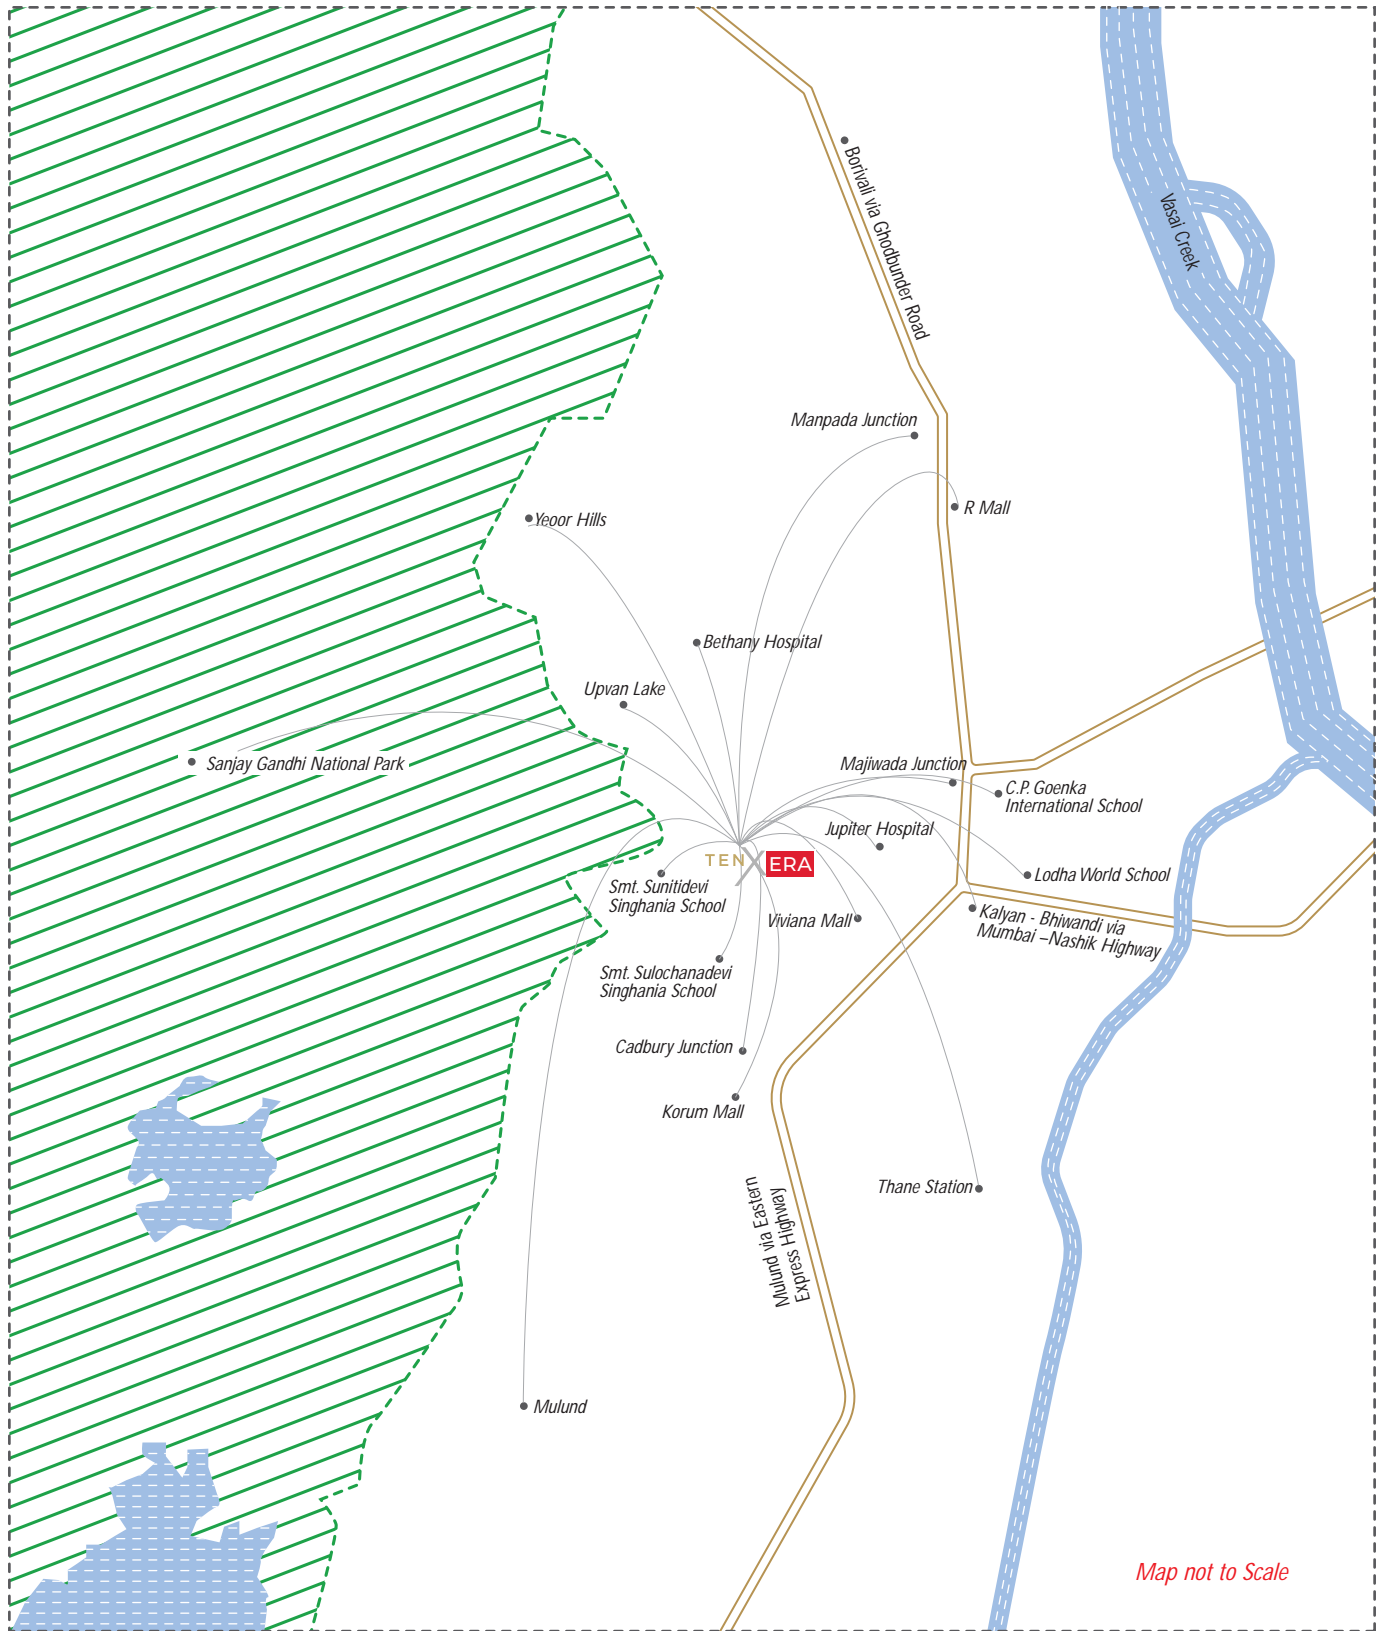 Borivali via Ghodbunder Road
Vasai Creek
Manpada Junction
R Mall
Yeoor Hills
Bethany Hospital
Upvan Lake
Sanjay Gandhi National Park
Majiwada Junction
C.P. Goenka
International School
Jupiter Hospital
TEN X ERA
Lodha World School
Smt. Sunitidevi
Singhania School
Viviana Mall
Kalyan - Bhiwandi via
Mumbai –Nashik Highway
Smt. Sulochanadevi
Singhania School
Cadbury Junction
Korum Mall
Thane Station
Mulund via Eastern
Express Highway
Mulund
Map not to Scale